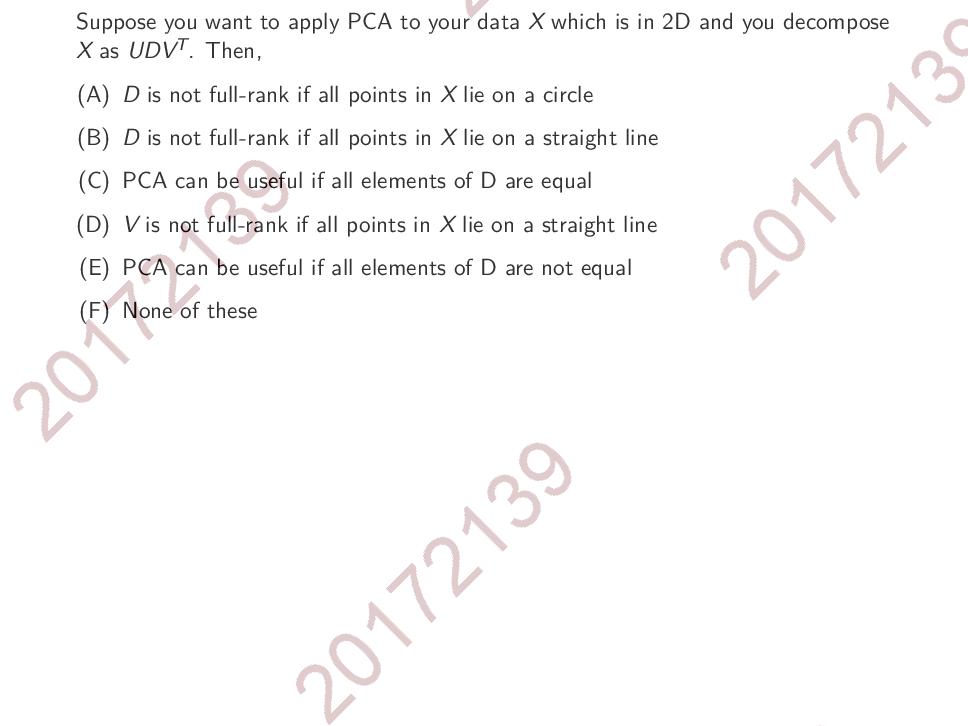 Suppose you want to apply PCA to your data X which is in 2D and you decompose
X as UDVᵀ. Then,
(A) D is not full-rank if all points in X lie on a circle
(B) D is not full-rank if all points in X lie on a straight line
(C) PCA can be useful if all elements of D are equal
(D) V is not full-rank if all points in X lie on a straight line
(E) PCA can be useful if all elements of D are not equal
(F) None of these
20172139
20172139
20172139